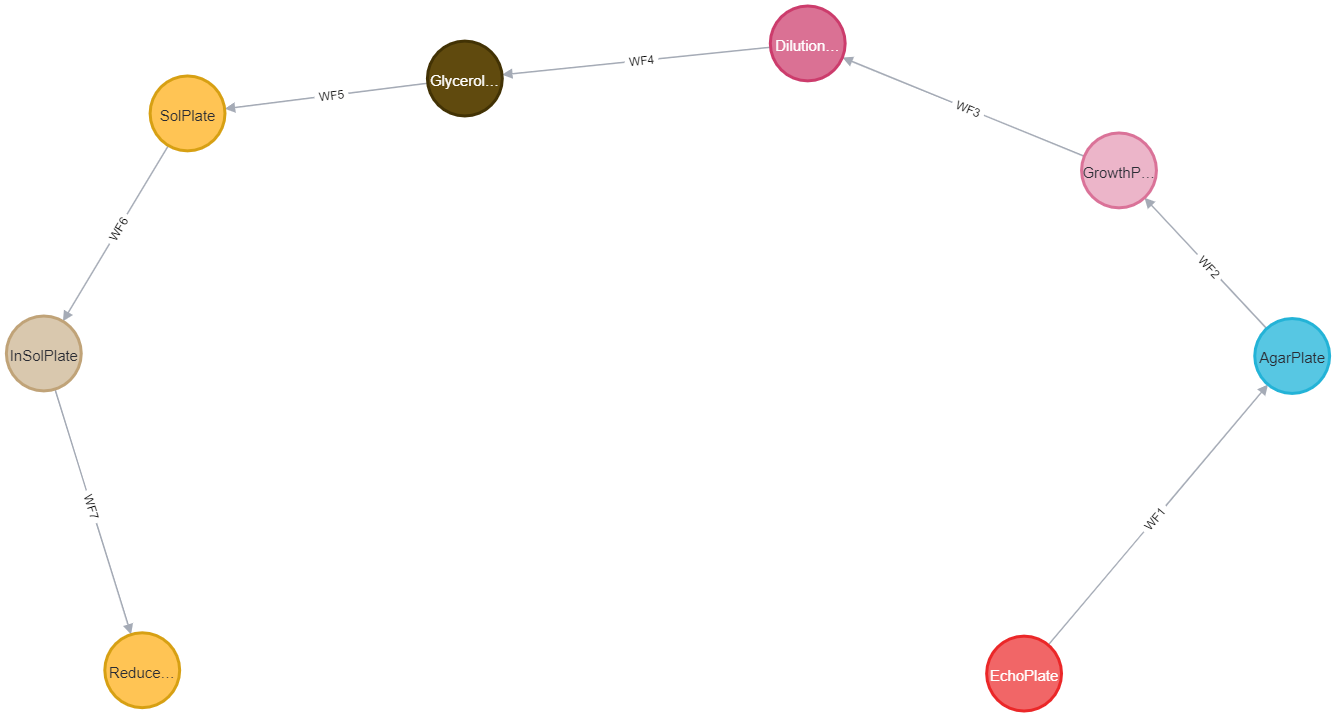 Dilution…
WF4
Glycerol…
WF5
SolPlate
WF3
GrowthP…
WF6
WF2
InSolPlate
AgarPlate
WF7
WF1
Reduce…
EchoPlate